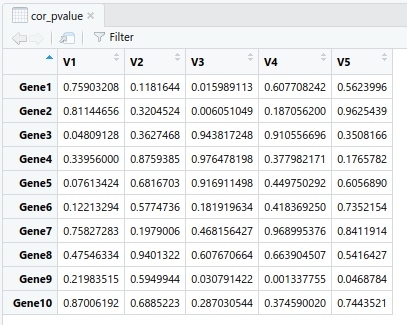 cor_pvalue ×
Filter
V1 V2 V3 V4 V5
Gene1 0.75903208 0.1181644 0.015989113 0.607708242 0.5623996
Gene2 0.81144656 0.3204524 0.006051049 0.187056200 0.9625439
Gene3 0.04809128 0.3627468 0.943817248 0.910556696 0.3508166
Gene4 0.33956000 0.8759385 0.976478198 0.377982171 0.1765782
Gene5 0.07613424 0.6816703 0.916911498 0.449750292 0.6056890
Gene6 0.12213294 0.5774736 0.181919634 0.418369250 0.7352154
Gene7 0.75827283 0.1979006 0.468156427 0.968995376 0.8411914
Gene8 0.47546334 0.9401322 0.607670664 0.663904507 0.5416427
Gene9 0.21983515 0.5949944 0.030791422 0.001337755 0.0468784
Gene10 0.87006192 0.6885223 0.287030544 0.374590020 0.7443521